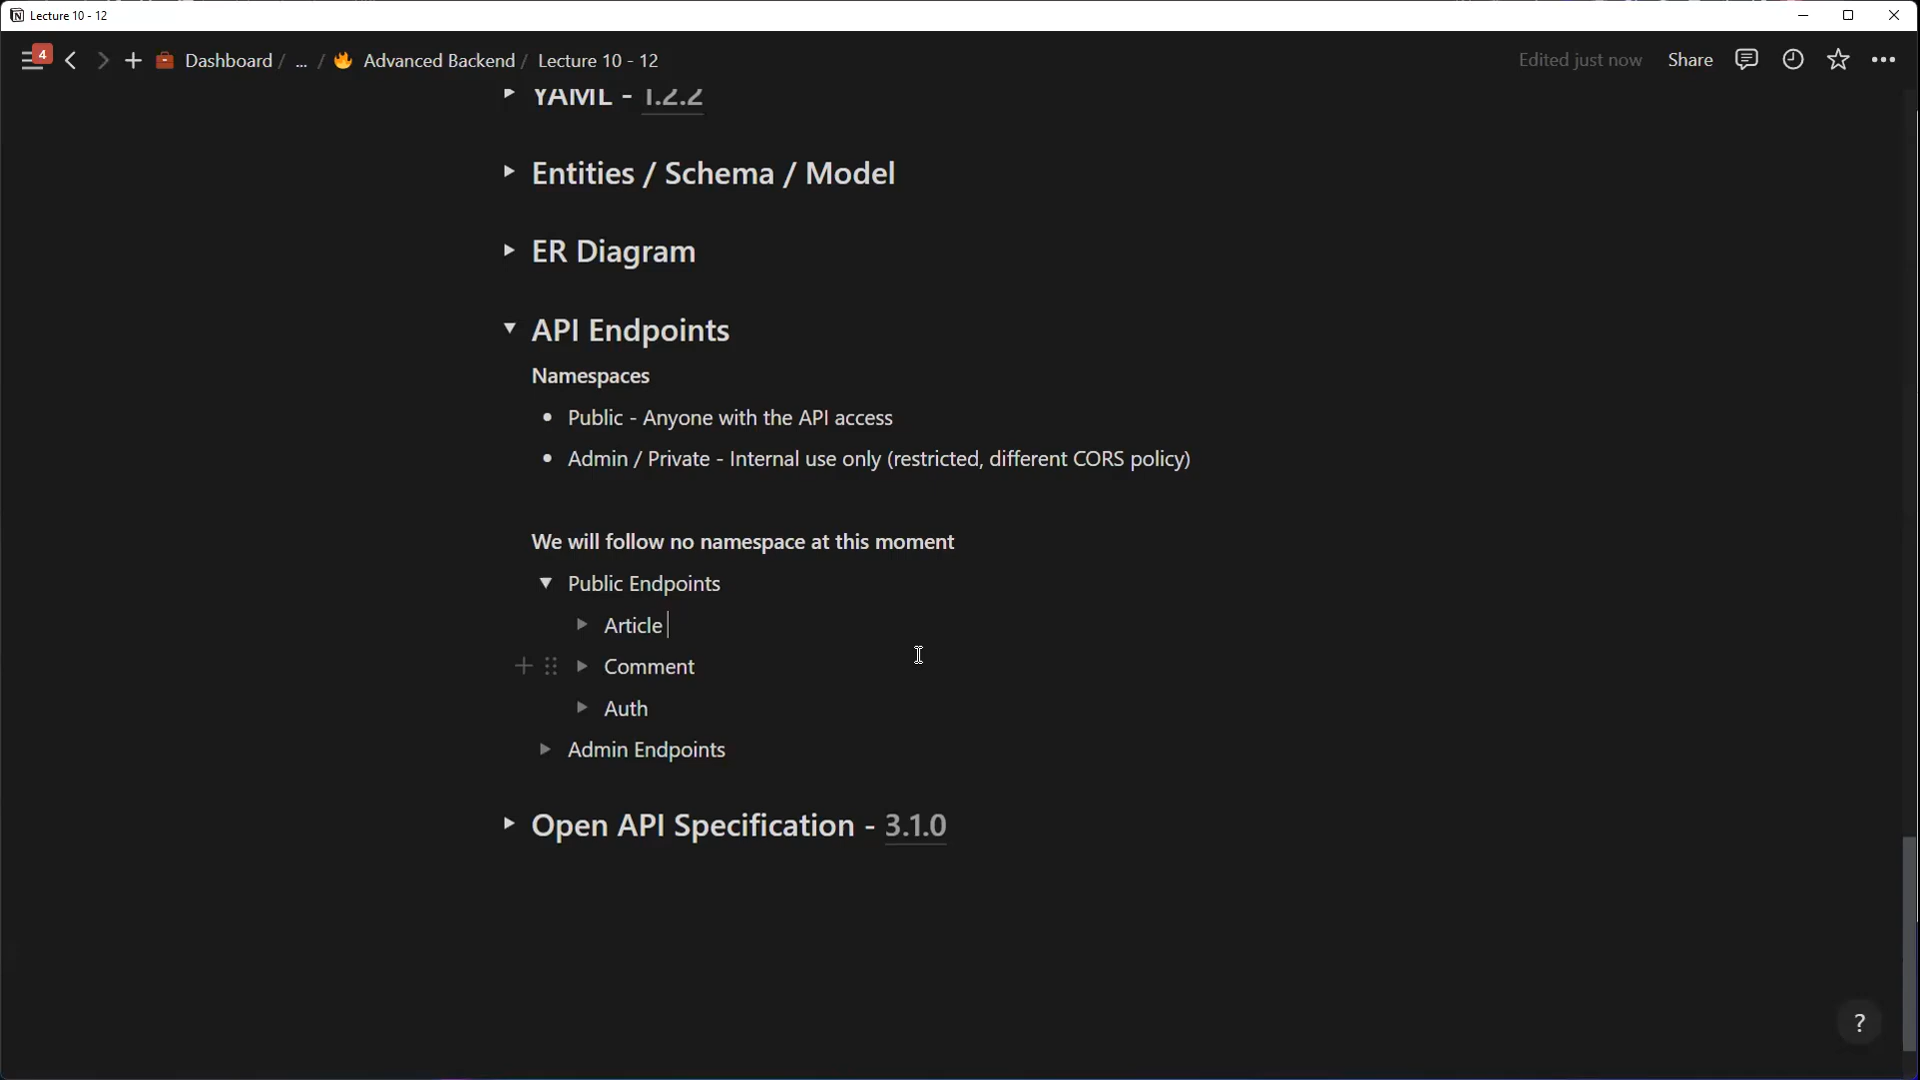 Lecture 10 - 12
4
Dashboard / ... / Advanced Backend / Lecture 10 - 12
Edited just now
Share
YAML - 1.2.2
Entities / Schema / Model
ER Diagram
API Endpoints
Namespaces
Public - Anyone with the API access
Admin / Private - Internal use only (restricted, different CORS policy)
We will follow no namespace at this moment
Public Endpoints
Article
Comment
Auth
Admin Endpoints
Open API Specification - 3.1.0
?